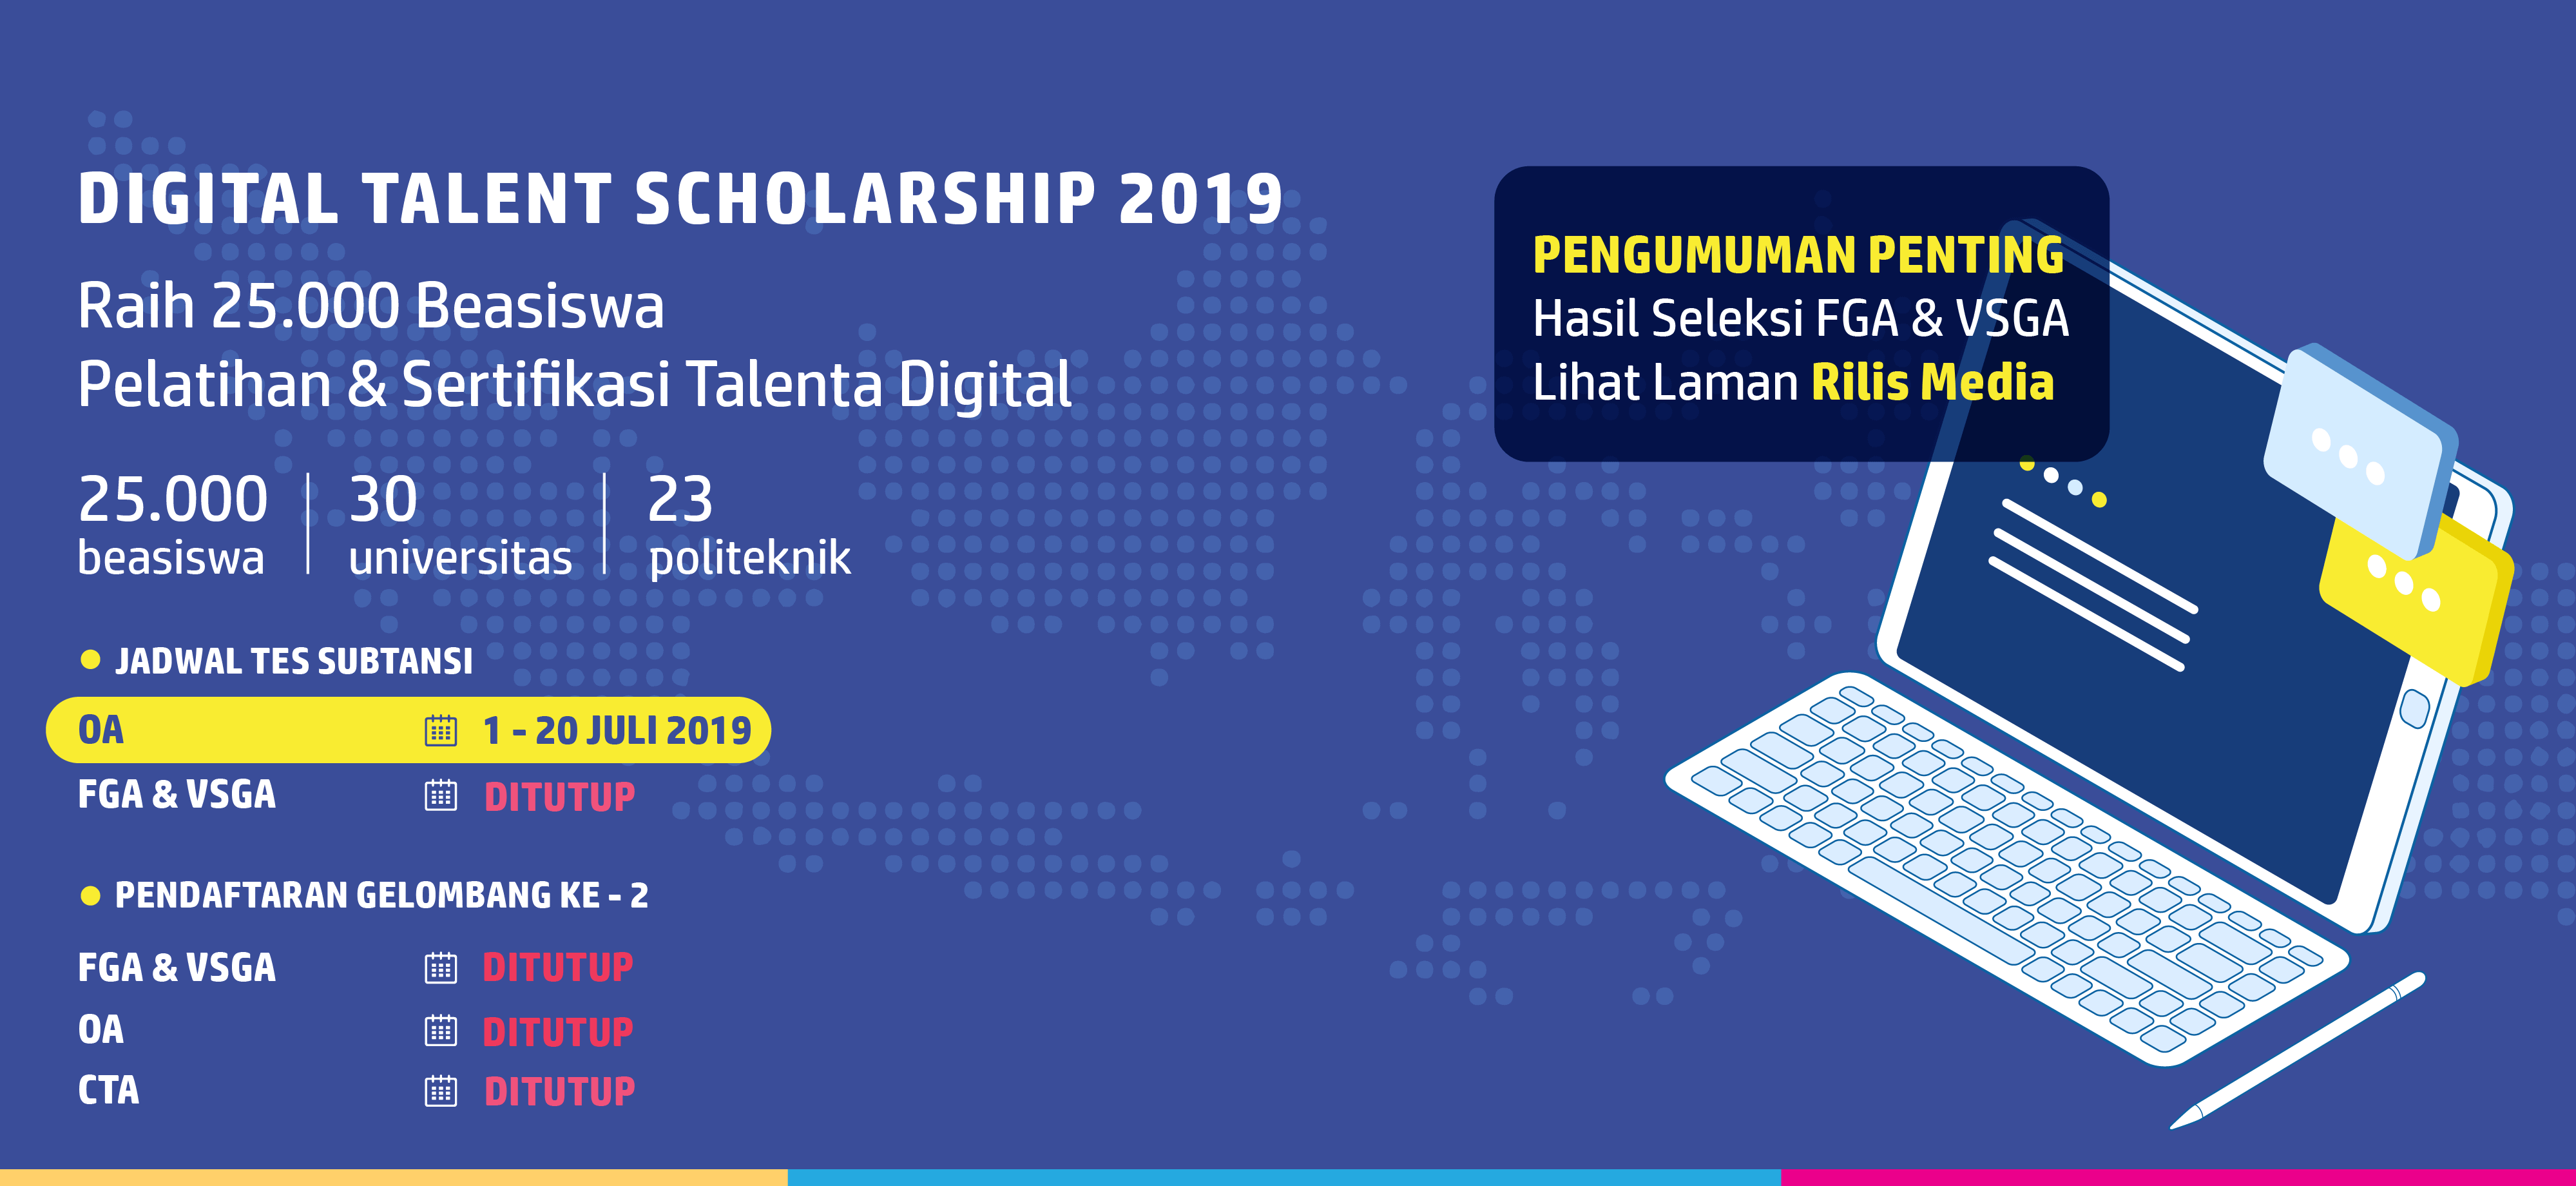 DIGITAL TALENT SCHOLARSHIP 2019
Raih 25.000 Beasiswa
Pelatihan & Sertifikasi Talenta Digital
25.000
beasiswa
30
universitas
23
politeknik
JADWAL TES SUBTANSI
OA 1 - 20 JULI 2019
FGA & VSGA DITUTUP
PENDAFTARAN GELOMBANG KE - 2
FGA & VSGA DITUTUP
OA DITUTUP
CTA DITUTUP
PENGUMUMAN PENTING
Hasil Seleksi FGA & VSGA
Lihat Laman Rilis Media